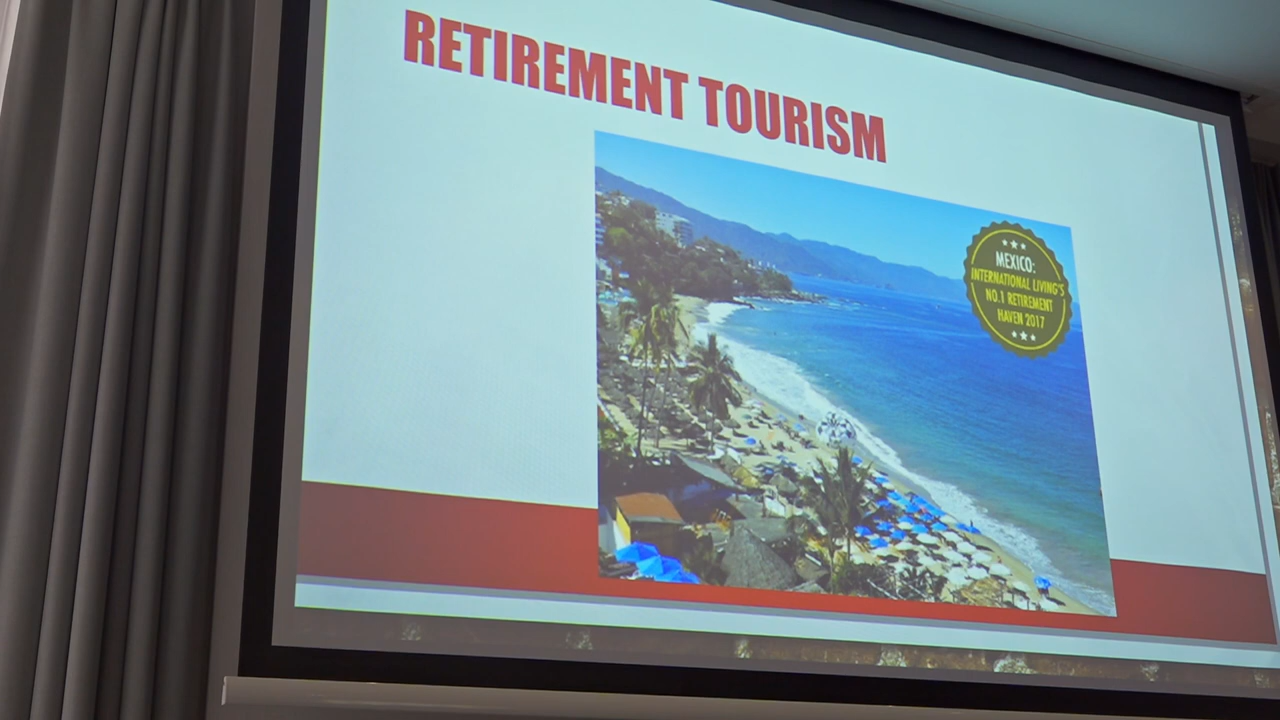 RETIREMENT TOURISM
MEXICO:
INTERNATIONAL LIVING'S
NO.1 RETIREMENT
HAVEN 2017